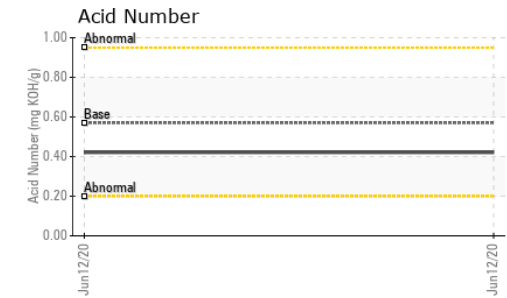 Acid Number
Acid Number (mg KOH/g)
1.00
0.80
0.60
0.40
0.20
0.00
Abnormal
Base
Abnormal
Jun12/20
Jun12/20